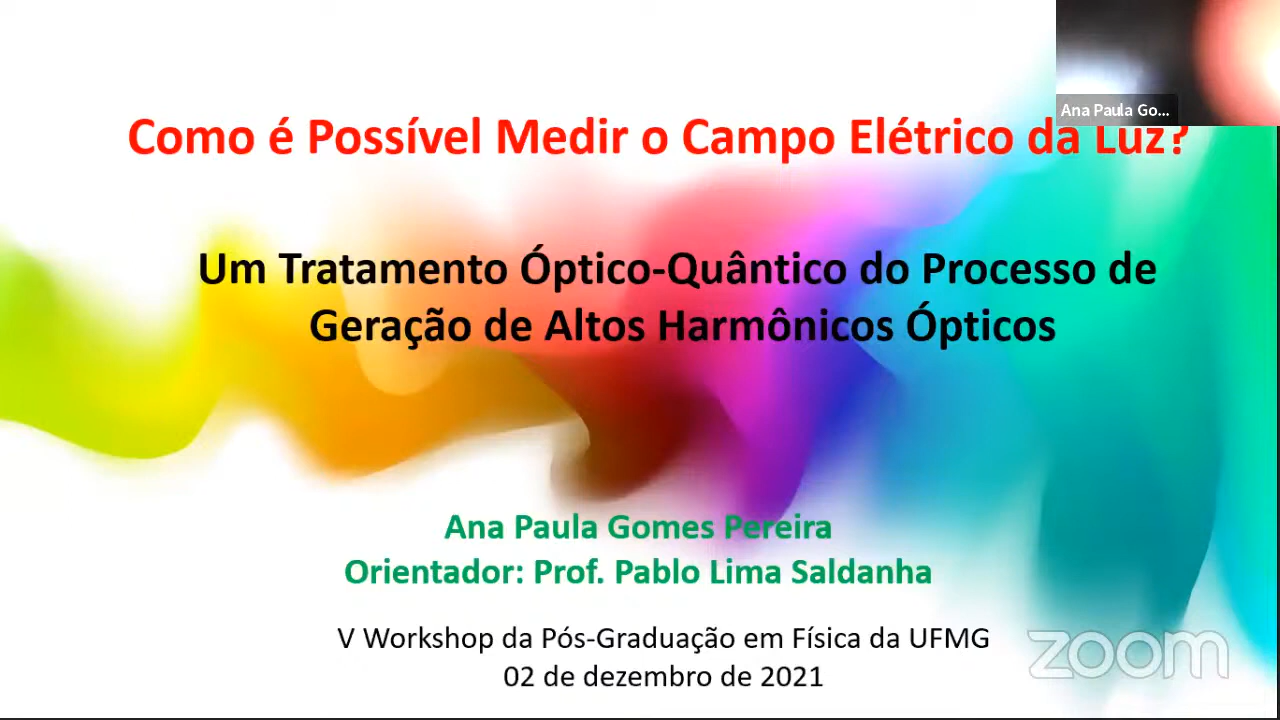 Ana Paula Go...
Como é Possível Medir o Campo Elétrico da Luz?
Um Tratamento Óptico-Quântico do Processo de
Geração de Altos Harmônicos Ópticos
Ana Paula Gomes Pereira
Orientador: Prof. Pablo Lima Saldanha
V Workshop da Pós-Graduação em Física da UFMG
02 de dezembro de 2021
zoom